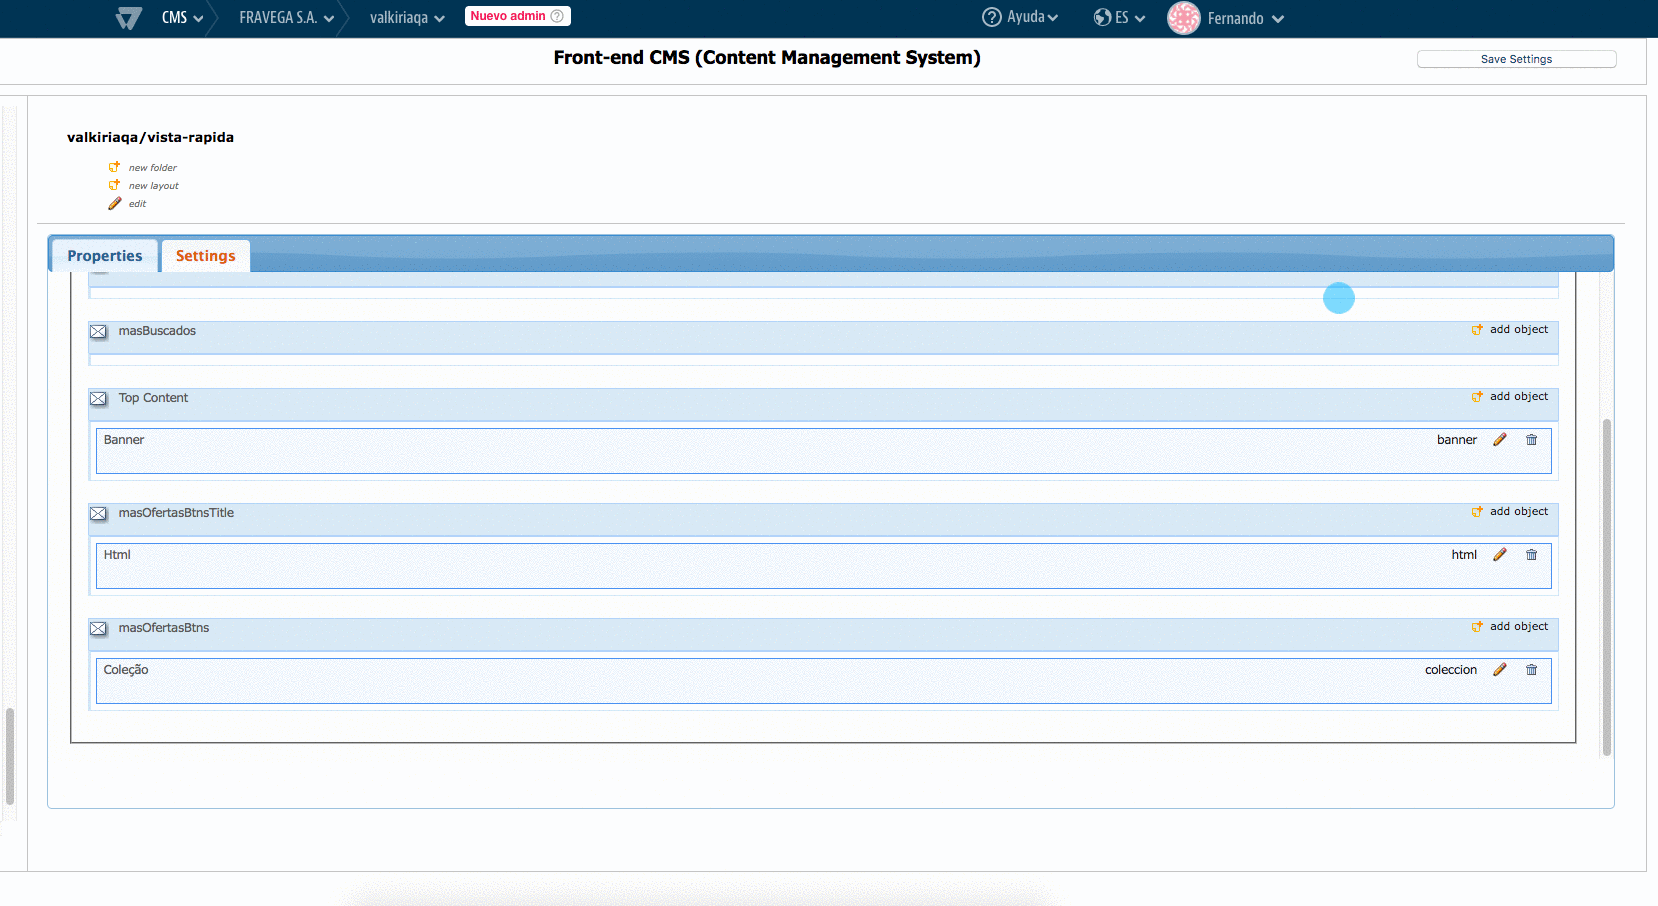 CMS FRAVEGA S.A. valkiriaqa Nuevo admin ? ? Ayuda ES Fernando
Front-end CMS (Content Management System) Save Settings
valkiriaqa/vista-rapida
new folder
new layout
edit
Properties Settings
masBuscados add object
Top Content add object
Banner banner
masOfertasBtnsTitle add object
Html html
masOfertasBtns add object
Coleção coleccion